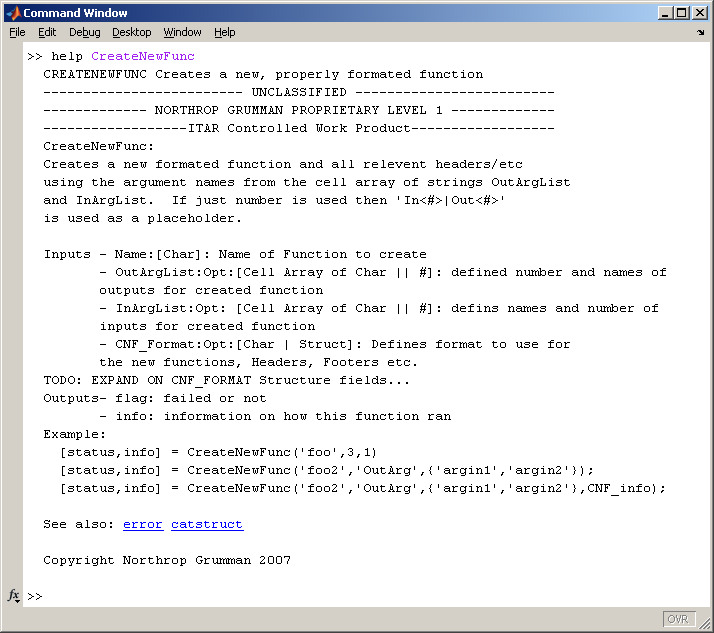 Command Window
File Edit Debug Desktop Window Help
>> help CreateNewFunc
CREATENEWFUNC Creates a new, properly formated function
------------------------- UNCLASSIFIED -------------------------
------------- NORTHROP GRUMMAN PROPRIETARY LEVEL 1 -------------
------------------ITAR Controlled Work Product------------------
CreateNewFunc:
Creates a new formated function and all relevent headers/etc
using the argument names from the cell array of strings OutArgList
and InArgList.  If just number is used then 'In<#>|Out<#>'
is used as a placeholder.
Inputs - Name:[Char]: Name of Function to create
- OutArgList:Opt:[Cell Array of Char || #]: defined number and names of
outputs for created function
- InArgList:Opt: [Cell Array of Char || #]: defins names and number of
inputs for created function
- CNF_Format:Opt:[Char | Struct]: Defines format to use for
the new functions, Headers, Footers etc.
TODO: EXPAND ON CNF_FORMAT Structure fields...
Outputs- flag: failed or not
- info: information on how this function ran
Example:
[status,info] = CreateNewFunc('foo',3,1)
[status,info] = CreateNewFunc('foo2','OutArg',{'argin1','argin2'});
[status,info] = CreateNewFunc('foo2','OutArg',{'argin1','argin2'},CNF_info);
See also: error catstruct
Copyright Northrop Grumman 2007
fx >>
OVR